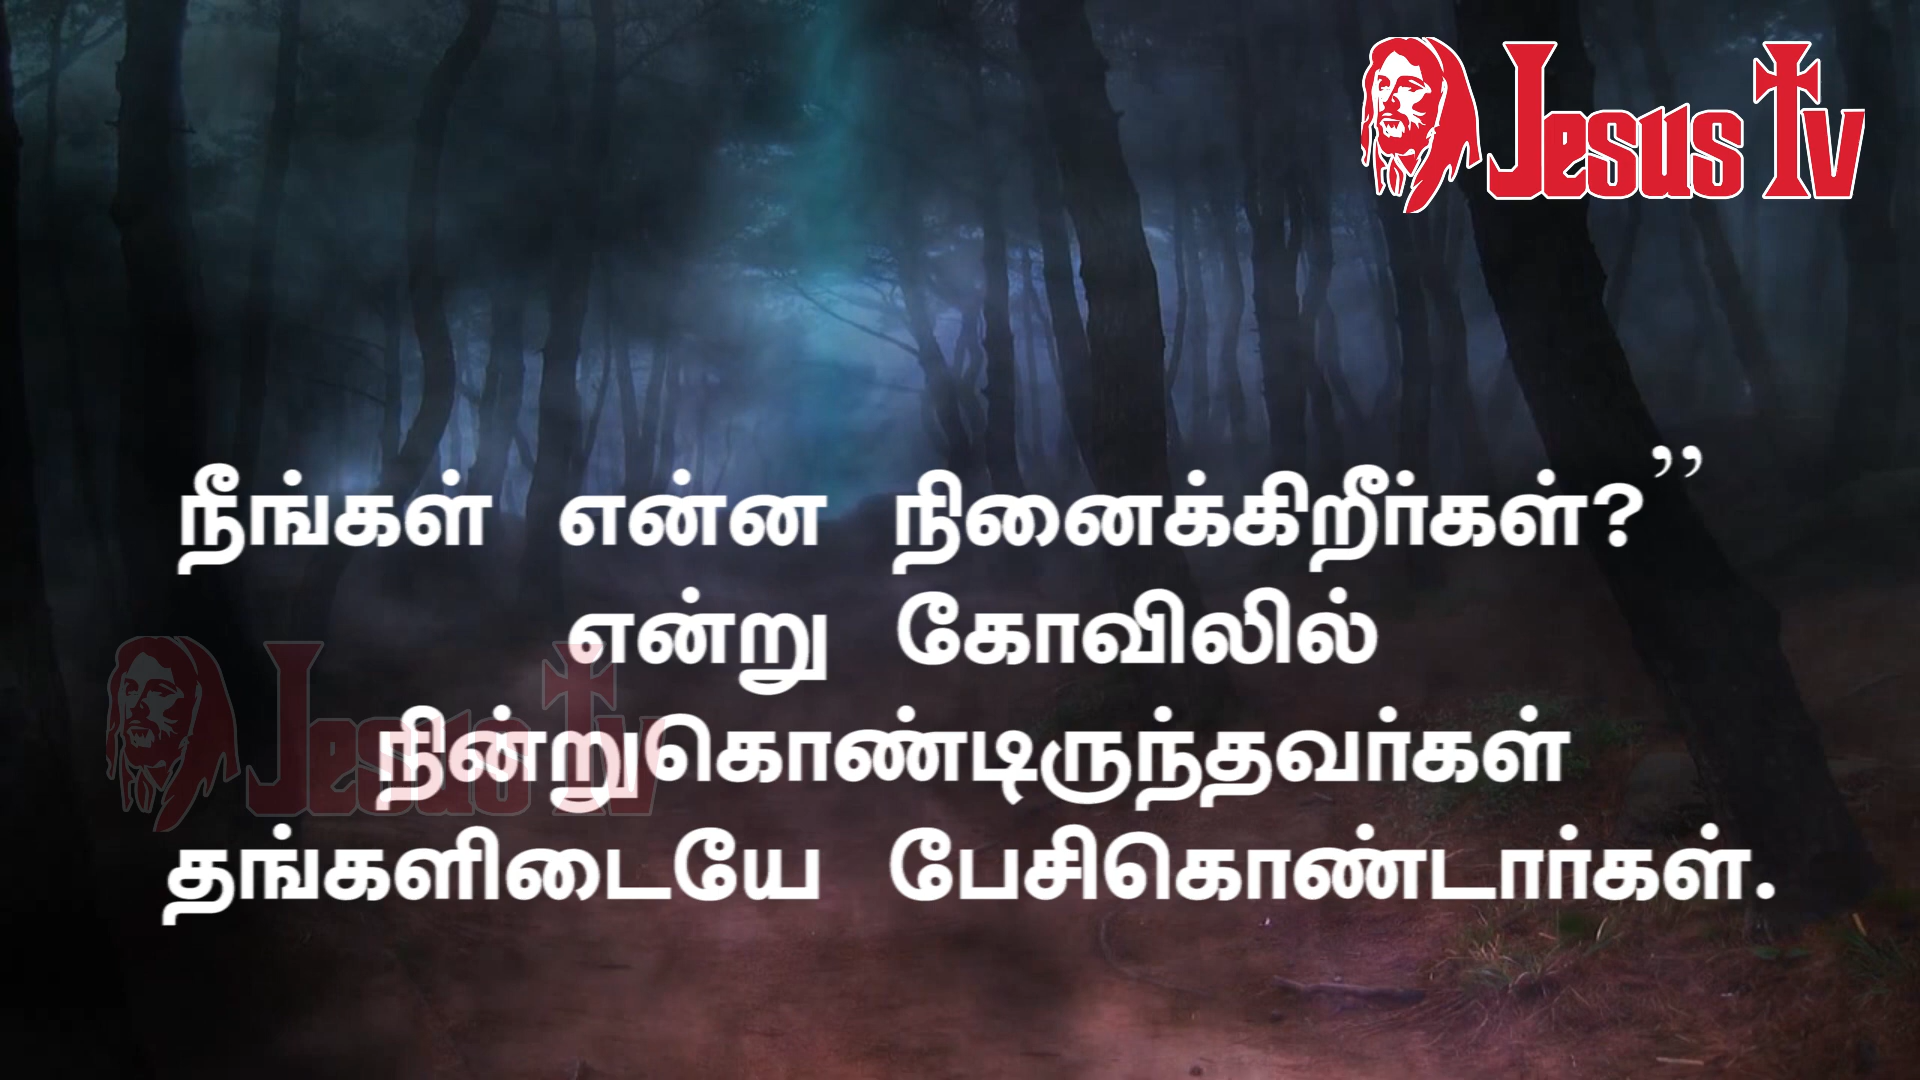 Jesus Tv
நீங்கள் என்ன நினைக்கிறீர்கள்?’’
என்று கோவிலில்
நின்றுகொண்டிருந்தவர்கள்
தங்களிடையே பேசிகொண்டார்கள்.
Jesus Tv